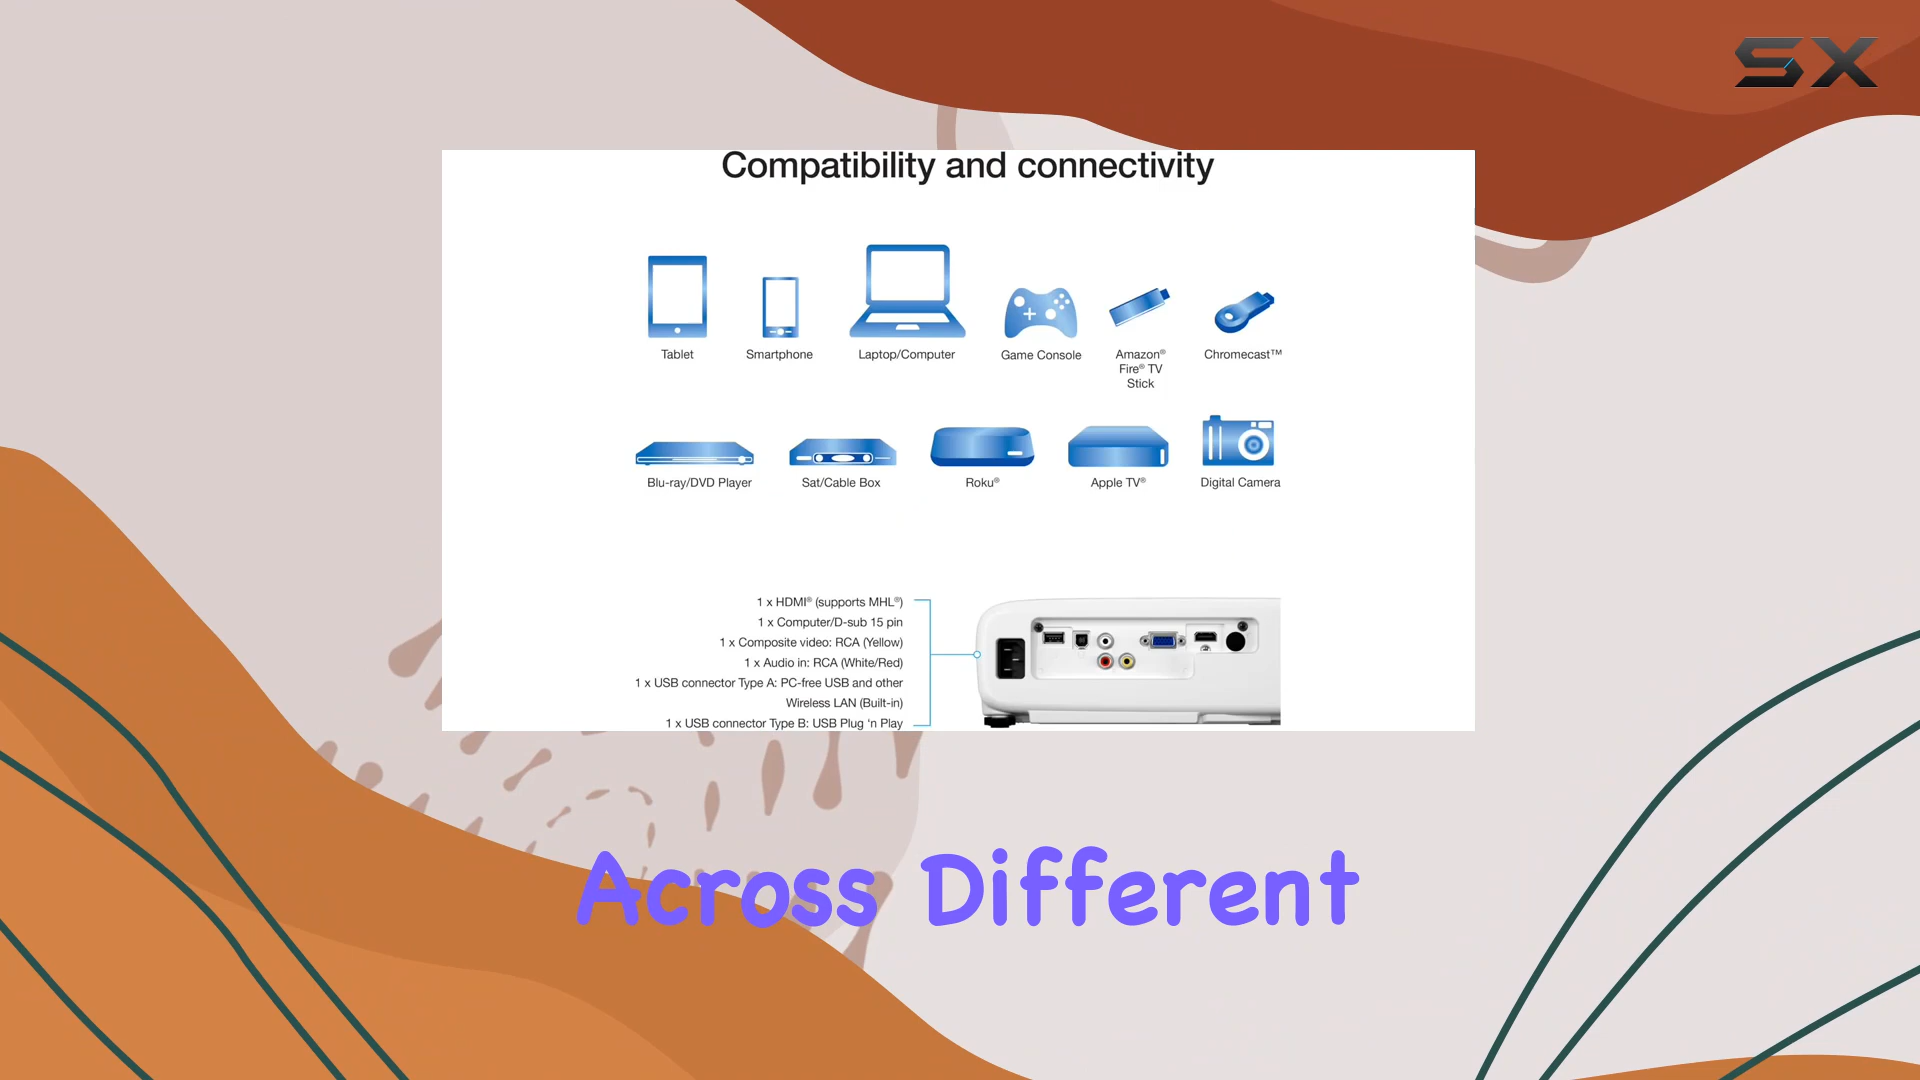 SX
Compatibility and connectivity
Tablet
Smartphone
Laptop/Computer
Game Console
Amazon®
Fire® TV
Stick
Chromecast™
Blu-ray/DVD Player
Sat/Cable Box
Roku®
Apple TV®
Digital Camera
1 x HDMI® (supports MHL®)
1 x Computer/D-sub 15 pin
1 x Composite video: RCA (Yellow)
1 x Audio in: RCA (White/Red)
1 x USB connector Type A: PC-free USB and other
Wireless LAN (Built-in)
1 x USB connector Type B: USB Plug ‘n Play
Across Different